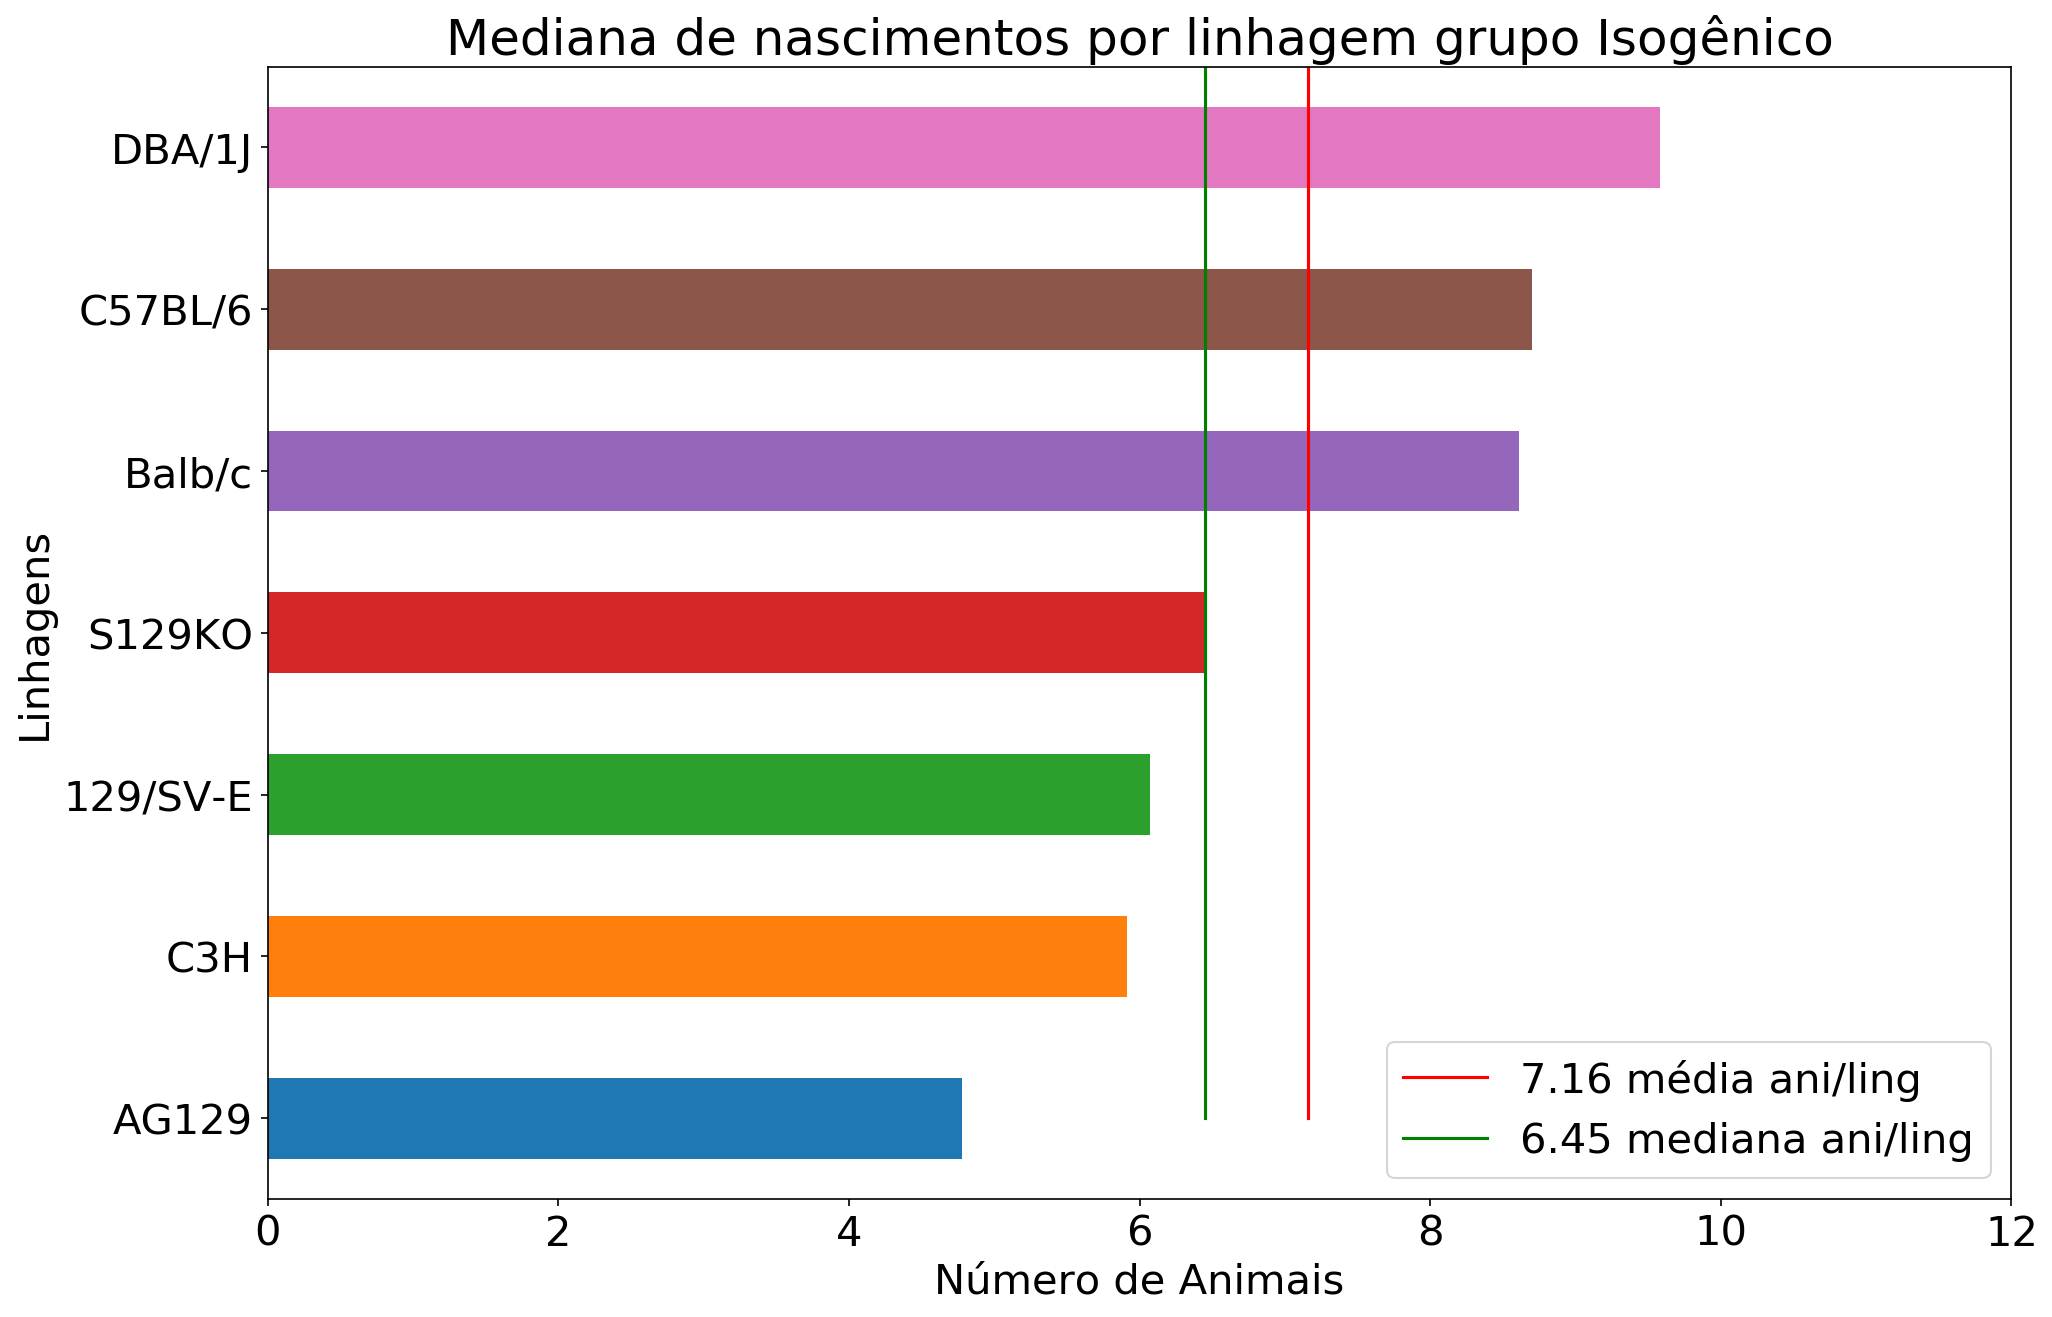 Mediana de nascimentos por linhagem grupo Isogênico
DBA/1J
C57BL/6
Balb/c
S129KO
129/SV-E
C3H
AG129
Linhagens
7.16 média ani/ling
6.45 mediana ani/ling
0 2 4 6 8 10 12
Número de Animais